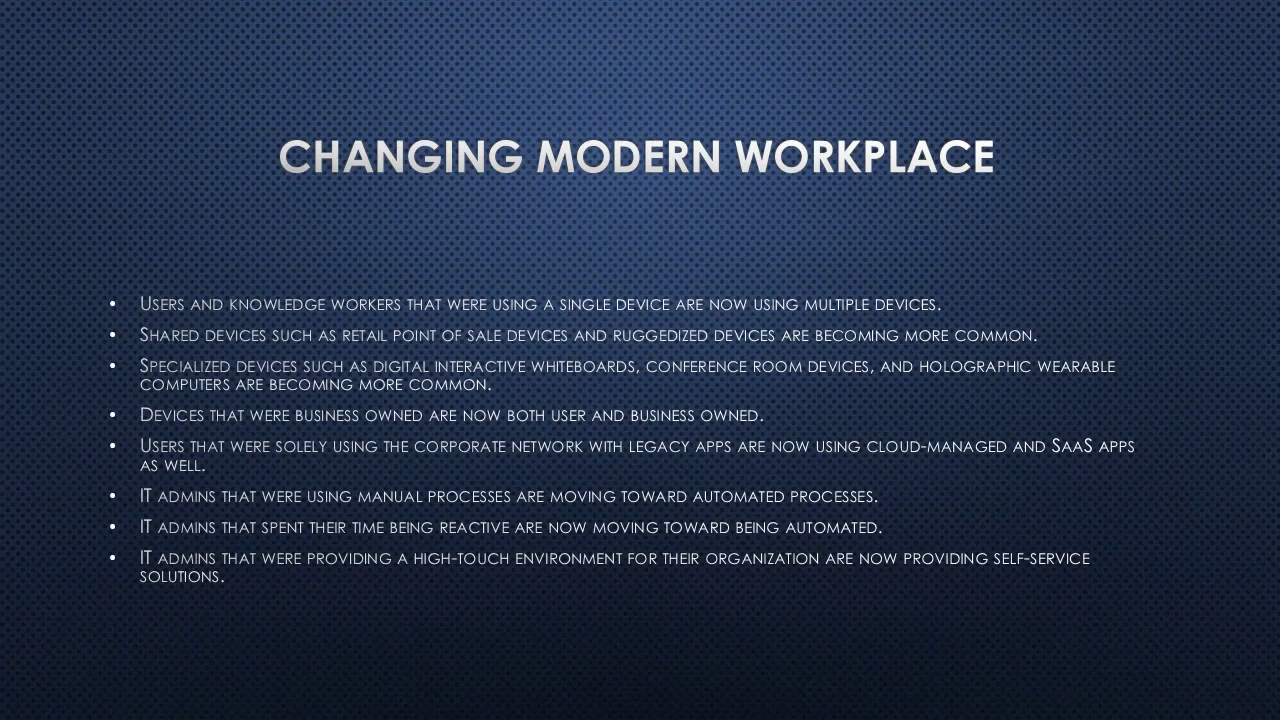 CHANGING MODERN WORKPLACE
• Users and knowledge workers that were using a single device are now using multiple devices.
• Shared devices such as retail point of sale devices and ruggedized devices are becoming more common.
• Specialized devices such as digital interactive whiteboards, conference room devices, and holographic wearable
computers are becoming more common.
• Devices that were business owned are now both user and business owned.
• Users that were solely using the corporate network with legacy apps are now using cloud-managed and SaaS apps
as well.
• IT admins that were using manual processes are moving toward automated processes.
• IT admins that spent their time being reactive are now moving toward being automated.
• IT admins that were providing a high-touch environment for their organization are now providing self-service
solutions.